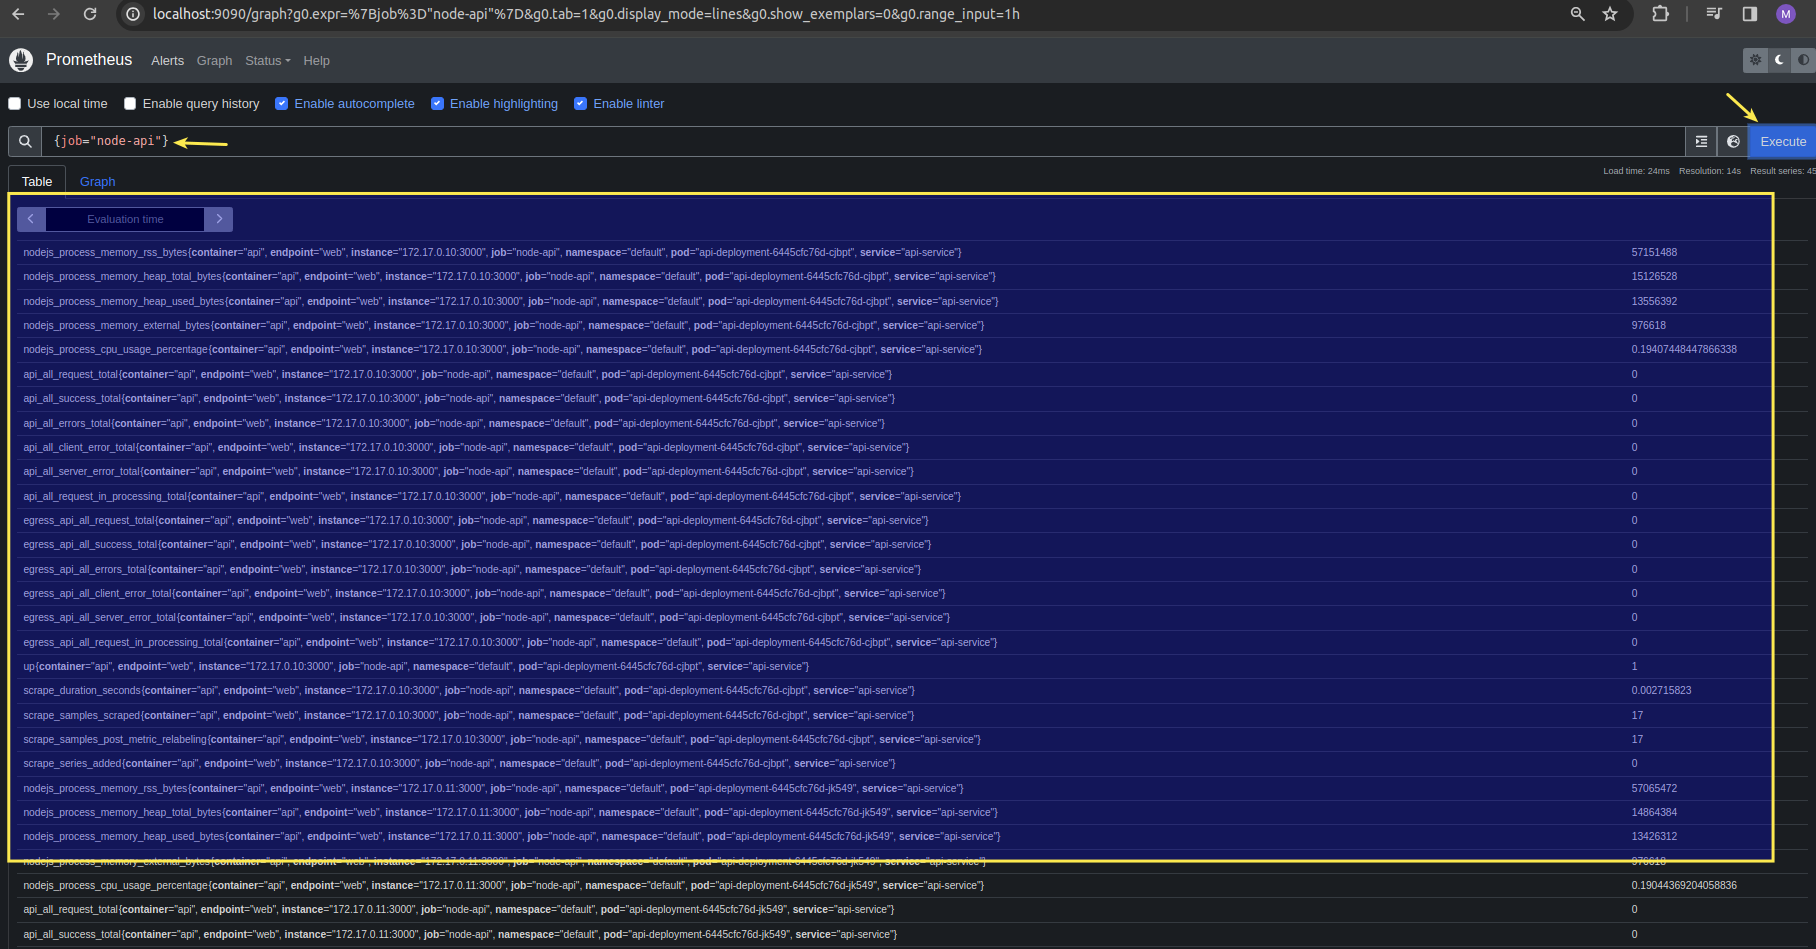 localhost:9090/graph?g0.expr=%7Bjob%3D"node-api"%7D&g0.tab=1&g0.display_mode=lines&g0.show_exemplars=0&g0.range_input=1h
M
Prometheus Alerts Graph Status Help
Use local time Enable query history Enable autocomplete Enable highlighting Enable linter
{job="node-api"} Execute
Table Graph Load time: 24ms Resolution: 14s Result series: 45
Evaluation time
nodejs_process_memory_rss_bytes{container="api", endpoint="web", instance="172.17.0.10:3000", job="node-api", namespace="default", pod="api-deployment-6445cfc76d-cjbpt", service="api-service"} 57151488
nodejs_process_memory_heap_total_bytes{container="api", endpoint="web", instance="172.17.0.10:3000", job="node-api", namespace="default", pod="api-deployment-6445cfc76d-cjbpt", service="api-service"} 15126528
nodejs_process_memory_heap_used_bytes{container="api", endpoint="web", instance="172.17.0.10:3000", job="node-api", namespace="default", pod="api-deployment-6445cfc76d-cjbpt", service="api-service"} 13556392
nodejs_process_memory_external_bytes{container="api", endpoint="web", instance="172.17.0.10:3000", job="node-api", namespace="default", pod="api-deployment-6445cfc76d-cjbpt", service="api-service"} 976618
nodejs_process_cpu_usage_percentage{container="api", endpoint="web", instance="172.17.0.10:3000", job="node-api", namespace="default", pod="api-deployment-6445cfc76d-cjbpt", service="api-service"} 0.19407448447866338
api_all_request_total{container="api", endpoint="web", instance="172.17.0.10:3000", job="node-api", namespace="default", pod="api-deployment-6445cfc76d-cjbpt", service="api-service"} 0
api_all_success_total{container="api", endpoint="web", instance="172.17.0.10:3000", job="node-api", namespace="default", pod="api-deployment-6445cfc76d-cjbpt", service="api-service"} 0
api_all_errors_total{container="api", endpoint="web", instance="172.17.0.10:3000", job="node-api", namespace="default", pod="api-deployment-6445cfc76d-cjbpt", service="api-service"} 0
api_all_client_error_total{container="api", endpoint="web", instance="172.17.0.10:3000", job="node-api", namespace="default", pod="api-deployment-6445cfc76d-cjbpt", service="api-service"} 0
api_all_server_error_total{container="api", endpoint="web", instance="172.17.0.10:3000", job="node-api", namespace="default", pod="api-deployment-6445cfc76d-cjbpt", service="api-service"} 0
api_all_request_in_processing_total{container="api", endpoint="web", instance="172.17.0.10:3000", job="node-api", namespace="default", pod="api-deployment-6445cfc76d-cjbpt", service="api-service"} 0
egress_api_all_request_total{container="api", endpoint="web", instance="172.17.0.10:3000", job="node-api", namespace="default", pod="api-deployment-6445cfc76d-cjbpt", service="api-service"} 0
egress_api_all_success_total{container="api", endpoint="web", instance="172.17.0.10:3000", job="node-api", namespace="default", pod="api-deployment-6445cfc76d-cjbpt", service="api-service"} 0
egress_api_all_errors_total{container="api", endpoint="web", instance="172.17.0.10:3000", job="node-api", namespace="default", pod="api-deployment-6445cfc76d-cjbpt", service="api-service"} 0
egress_api_all_client_error_total{container="api", endpoint="web", instance="172.17.0.10:3000", job="node-api", namespace="default", pod="api-deployment-6445cfc76d-cjbpt", service="api-service"} 0
egress_api_all_server_error_total{container="api", endpoint="web", instance="172.17.0.10:3000", job="node-api", namespace="default", pod="api-deployment-6445cfc76d-cjbpt", service="api-service"} 0
egress_api_all_request_in_processing_total{container="api", endpoint="web", instance="172.17.0.10:3000", job="node-api", namespace="default", pod="api-deployment-6445cfc76d-cjbpt", service="api-service"} 0
up{container="api", endpoint="web", instance="172.17.0.10:3000", job="node-api", namespace="default", pod="api-deployment-6445cfc76d-cjbpt", service="api-service"} 1
scrape_duration_seconds{container="api", endpoint="web", instance="172.17.0.10:3000", job="node-api", namespace="default", pod="api-deployment-6445cfc76d-cjbpt", service="api-service"} 0.002715823
scrape_samples_scraped{container="api", endpoint="web", instance="172.17.0.10:3000", job="node-api", namespace="default", pod="api-deployment-6445cfc76d-cjbpt", service="api-service"} 17
scrape_samples_post_metric_relabeling{container="api", endpoint="web", instance="172.17.0.10:3000", job="node-api", namespace="default", pod="api-deployment-6445cfc76d-cjbpt", service="api-service"} 17
scrape_series_added{container="api", endpoint="web", instance="172.17.0.10:3000", job="node-api", namespace="default", pod="api-deployment-6445cfc76d-cjbpt", service="api-service"} 0
nodejs_process_memory_rss_bytes{container="api", endpoint="web", instance="172.17.0.11:3000", job="node-api", namespace="default", pod="api-deployment-6445cfc76d-jk549", service="api-service"} 57065472
nodejs_process_memory_heap_total_bytes{container="api", endpoint="web", instance="172.17.0.11:3000", job="node-api", namespace="default", pod="api-deployment-6445cfc76d-jk549", service="api-service"} 14864384
nodejs_process_memory_heap_used_bytes{container="api", endpoint="web", instance="172.17.0.11:3000", job="node-api", namespace="default", pod="api-deployment-6445cfc76d-jk549", service="api-service"} 13426312
nodejs_process_memory_external_bytes{container="api", endpoint="web", instance="172.17.0.11:3000", job="node-api", namespace="default", pod="api-deployment-6445cfc76d-jk549", service="api-service"} 976618
nodejs_process_cpu_usage_percentage{container="api", endpoint="web", instance="172.17.0.11:3000", job="node-api", namespace="default", pod="api-deployment-6445cfc76d-jk549", service="api-service"} 0.19044369204058836
api_all_request_total{container="api", endpoint="web", instance="172.17.0.11:3000", job="node-api", namespace="default", pod="api-deployment-6445cfc76d-jk549", service="api-service"} 0
api_all_success_total{container="api", endpoint="web", instance="172.17.0.11:3000", job="node-api", namespace="default", pod="api-deployment-6445cfc76d-jk549", service="api-service"} 0